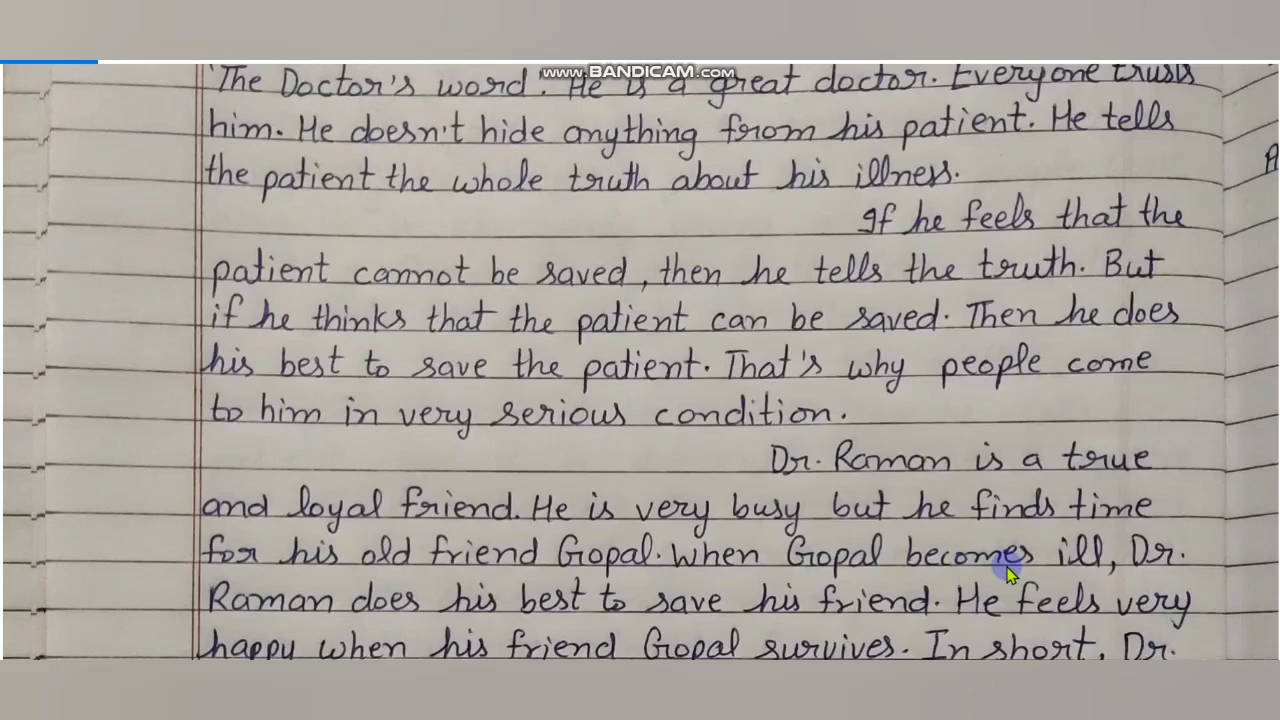 WWW.BANDICAM.COM
'The Doctor's word'. He is a great doctor. Everyone trusts
him. He doesn't hide anything from his patient. He tells
the patient the whole truth about his illness.
If he feels that the
patient cannot be saved, then he tells the truth. But
if he thinks that the patient can be saved. Then he does
his best to save the patient. That's why people come
to him in very serious condition.
Dr. Raman is a true
and loyal friend. He is very busy but he finds time
for his old friend Gopal. When Gopal becomes ill, Dr.
Raman does his best to save his friend. He feels very
happy when his friend Gopal survives. In short, Dr.